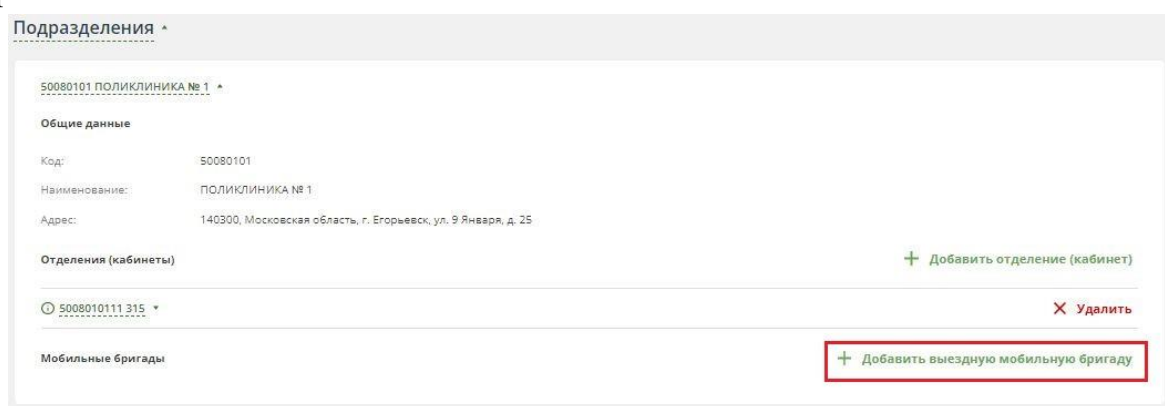 Подразделения
50080101 ПОЛИКЛИНИКА № 1
Общие данные
Код: 50080101
Наименование: ПОЛИКЛИНИКА № 1
Адрес: 140300, Московская область, г. Егорьевск, ул. 9 Января, д. 25
Отделения (кабинеты) + Добавить отделение (кабинет)
5008010111 315 Удалить
Мобильные бригады + Добавить выездную мобильную бригаду